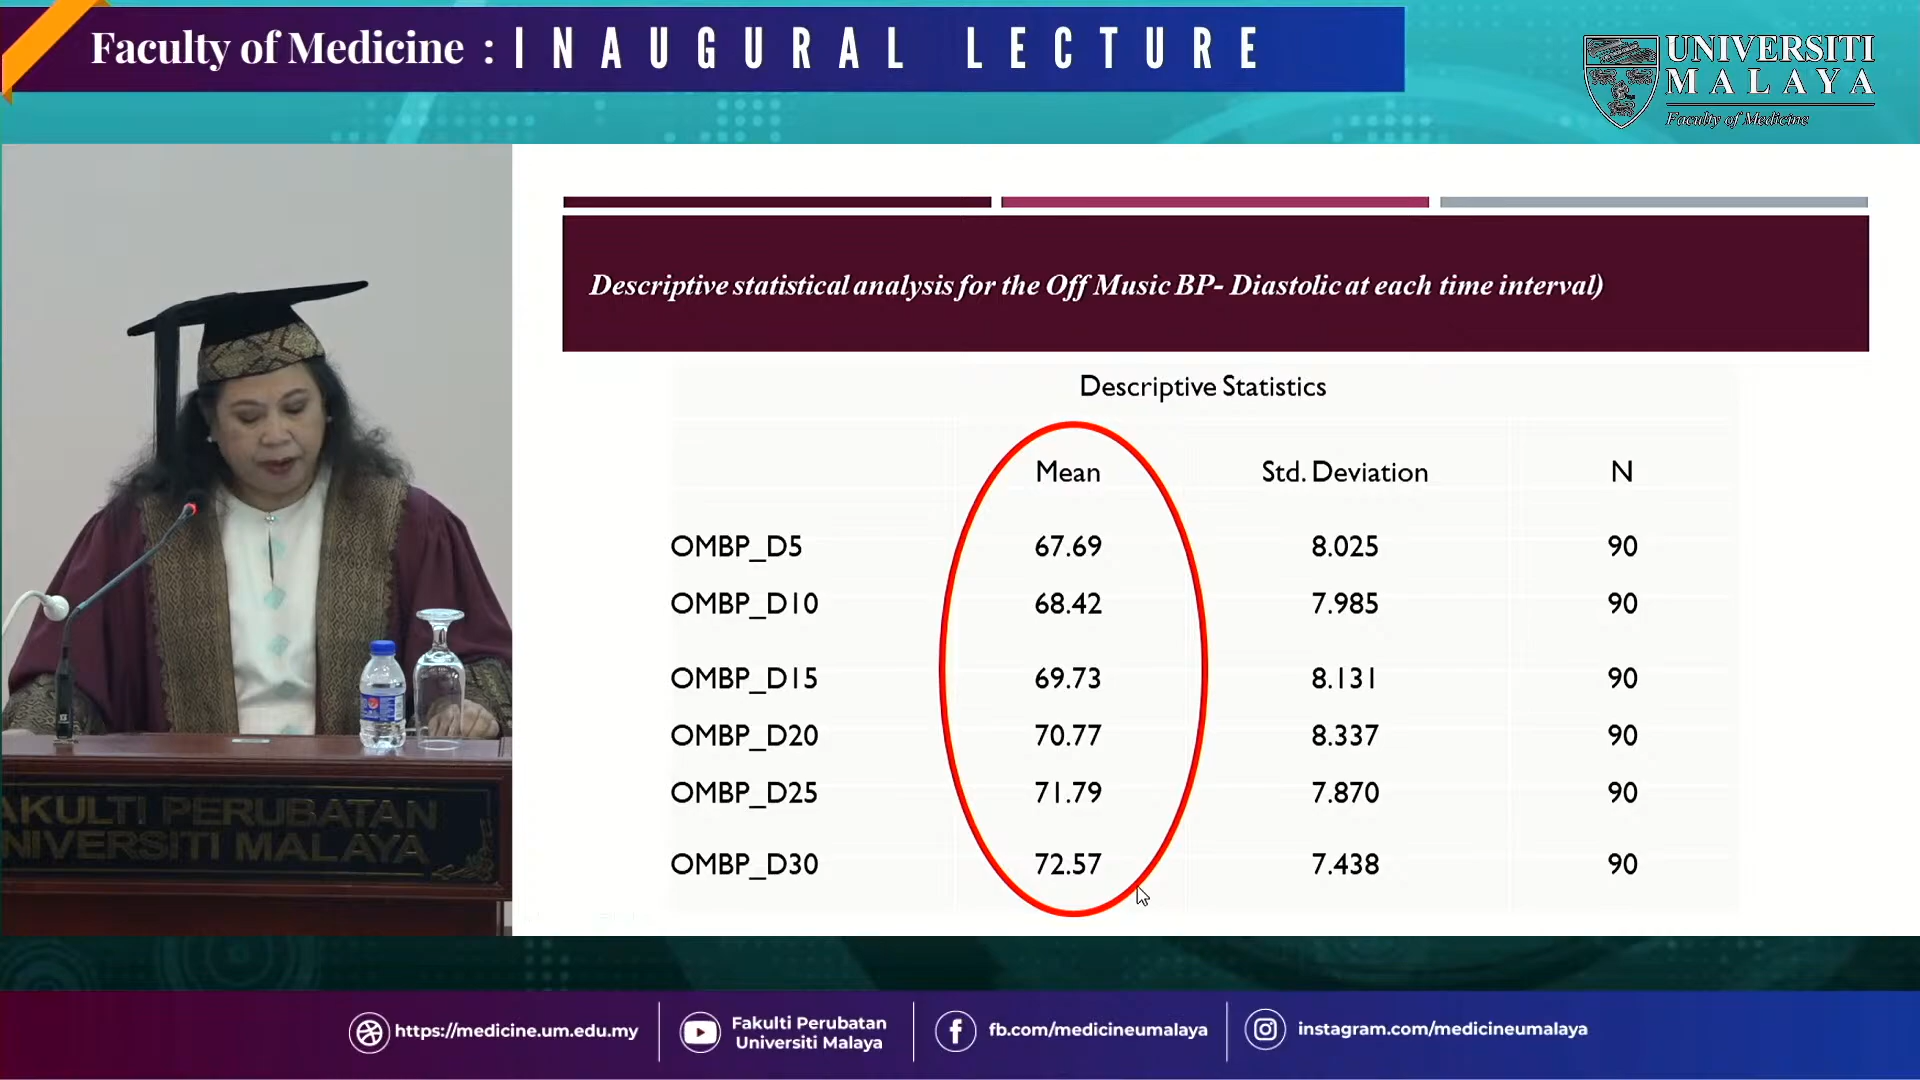 Faculty of Medicine : INAUGURAL LECTURE
UNIVERSITI
MALAYA
Faculty of Medicine
Descriptive statistical analysis for the Off Music BP- Diastolic at each time interval)
Descriptive Statistics
Mean Std. Deviation N
OMBP_D5 67.69 8.025 90
OMBP_D10 68.42 7.985 90
OMBP_D15 69.73 8.131 90
OMBP_D20 70.77 8.337 90
OMBP_D25 71.79 7.870 90
OMBP_D30 72.57 7.438 90
AKULTI PERUBATAN
NIVERSITI MALAYA
https://medicine.um.edu.my
Fakulti Perubatan
Universiti Malaya
fb.com/medicineumalaya
instagram.com/medicineumalaya